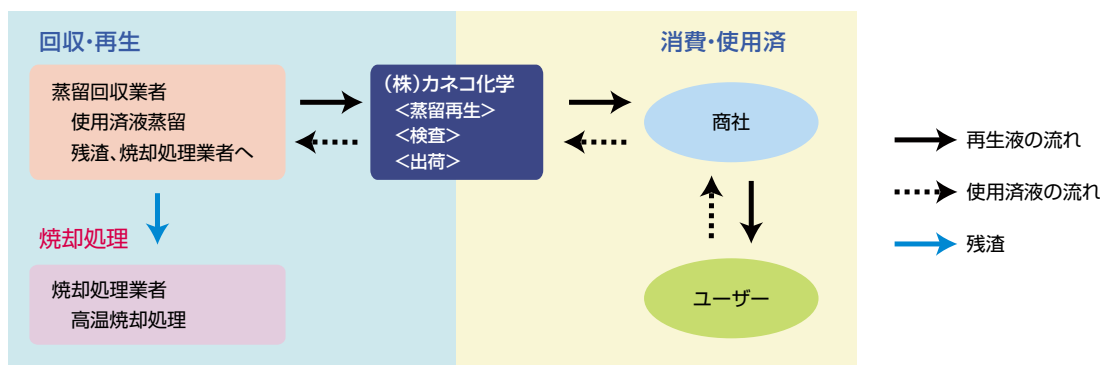 回収・再生
蒸留回収業者
使用済液蒸留
残渣、焼却処理業者へ
焼却処理
焼却処理業者
高温焼却処理
(株)カネコ化学
<蒸留再生>
<検査>
<出荷>
消費・使用済
商社
ユーザー
再生液の流れ
使用済液の流れ
残渣